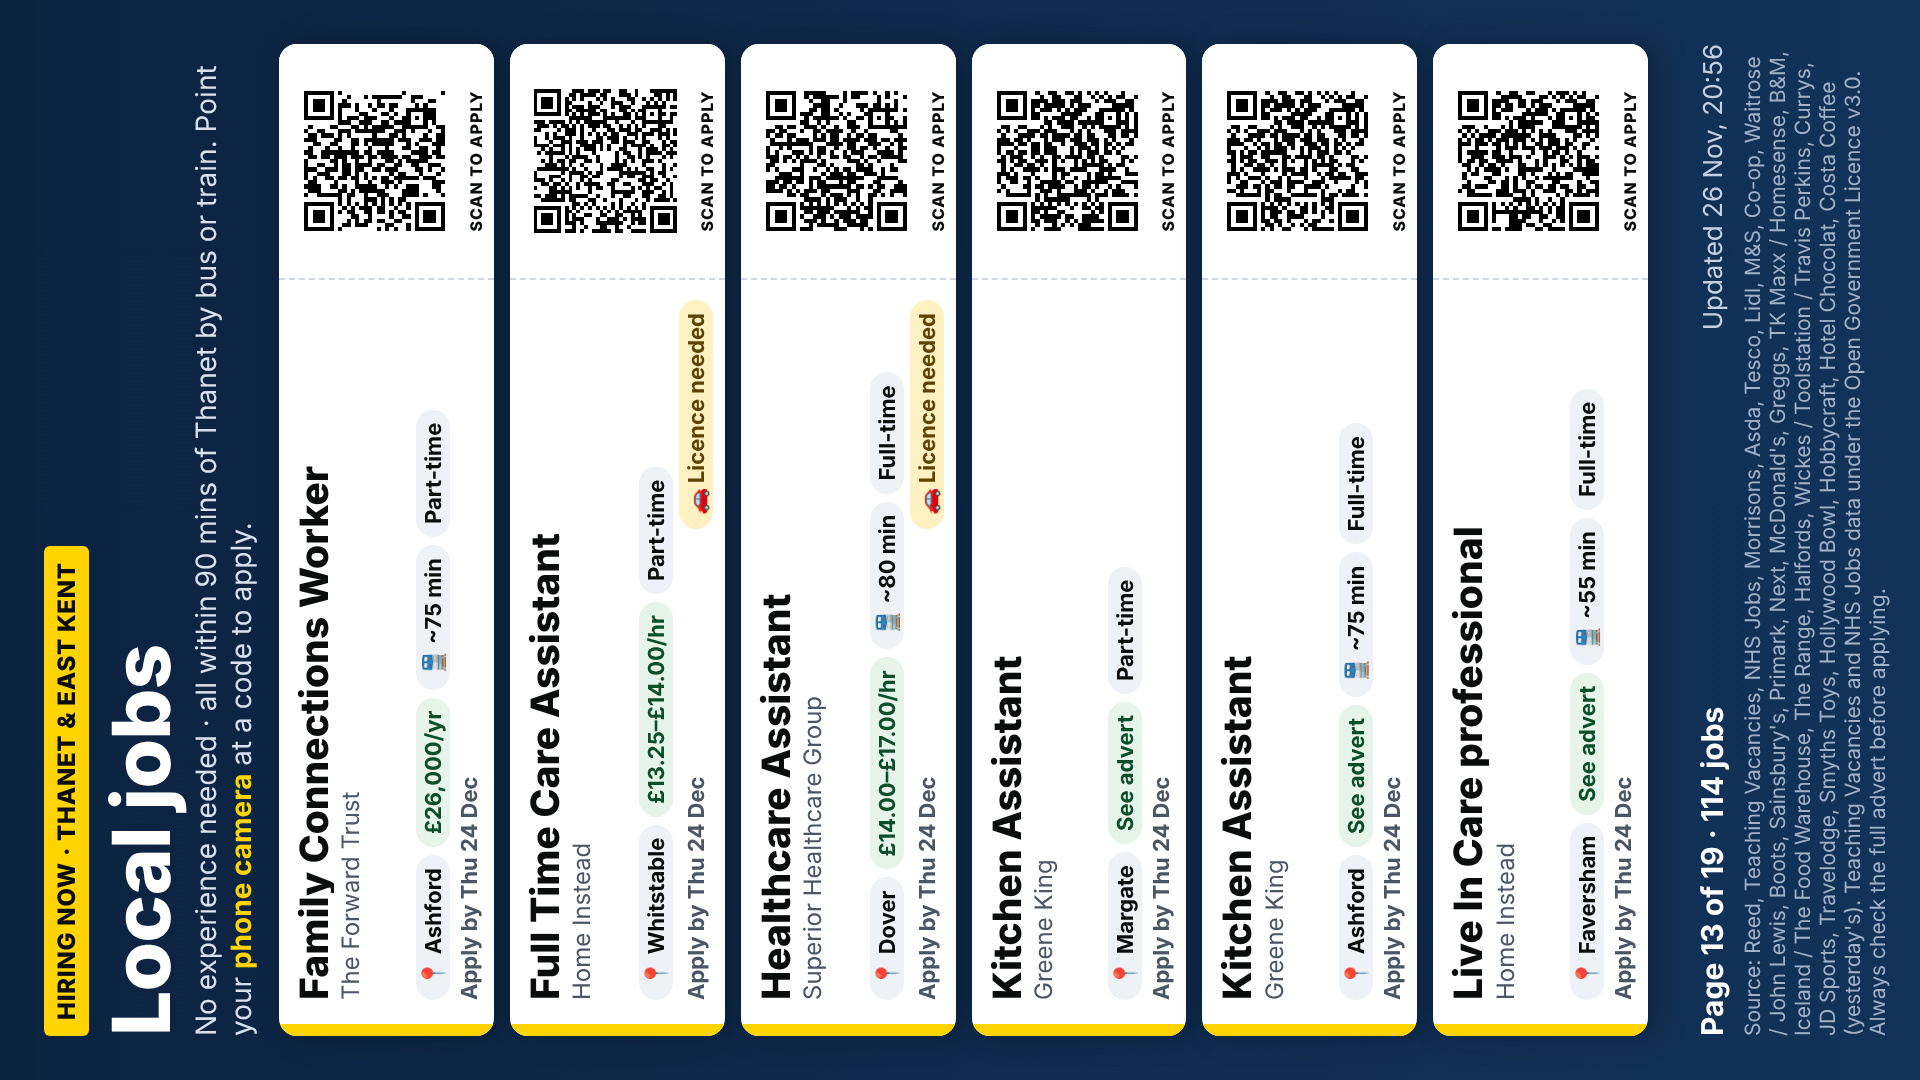 HIRING NOW · THANET & EAST KENT
Local jobs
No experience needed · all within 90 mins of Thanet by bus or train. Point
your phone camera at a code to apply.
Family Connections Worker
The Forward Trust
📍 Ashford £26,000/yr 🚆 ~75 min Part-time
Apply by Thu 24 Dec
SCAN TO APPLY
Full Time Care Assistant
Home Instead
📍 Whitstable £13.25–£14.00/hr Part-time
Apply by Thu 24 Dec 🚗 Licence needed
SCAN TO APPLY
Healthcare Assistant
Superior Healthcare Group
📍 Dover £14.00–£17.00/hr 🚆 ~80 min Full-time
Apply by Thu 24 Dec 🚗 Licence needed
SCAN TO APPLY
Kitchen Assistant
Greene King
📍 Margate See advert Part-time
Apply by Thu 24 Dec
SCAN TO APPLY
Kitchen Assistant
Greene King
📍 Ashford See advert 🚆 ~75 min Full-time
Apply by Thu 24 Dec
SCAN TO APPLY
Live In Care professional
Home Instead
📍 Faversham See advert 🚆 ~55 min Full-time
Apply by Thu 24 Dec
SCAN TO APPLY
Page 13 of 19 · 114 jobs Updated 26 Nov, 20:56
Source: Reed, Teaching Vacancies, NHS Jobs, Morrisons, Asda, Tesco, Lidl, M&S, Co-op, Waitrose
/ John Lewis, Boots, Sainsbury's, Primark, Next, McDonald's, Greggs, TK Maxx / Homesense, B&M,
Iceland / The Food Warehouse, The Range, Halfords, Wickes / Toolstation / Travis Perkins, Currys,
JD Sports, Travelodge, Smyths Toys, Hollywood Bowl, Hobbycraft, Hotel Chocolat, Costa Coffee
(yesterday's). Teaching Vacancies and NHS Jobs data under the Open Government Licence v3.0.
Always check the full advert before applying.